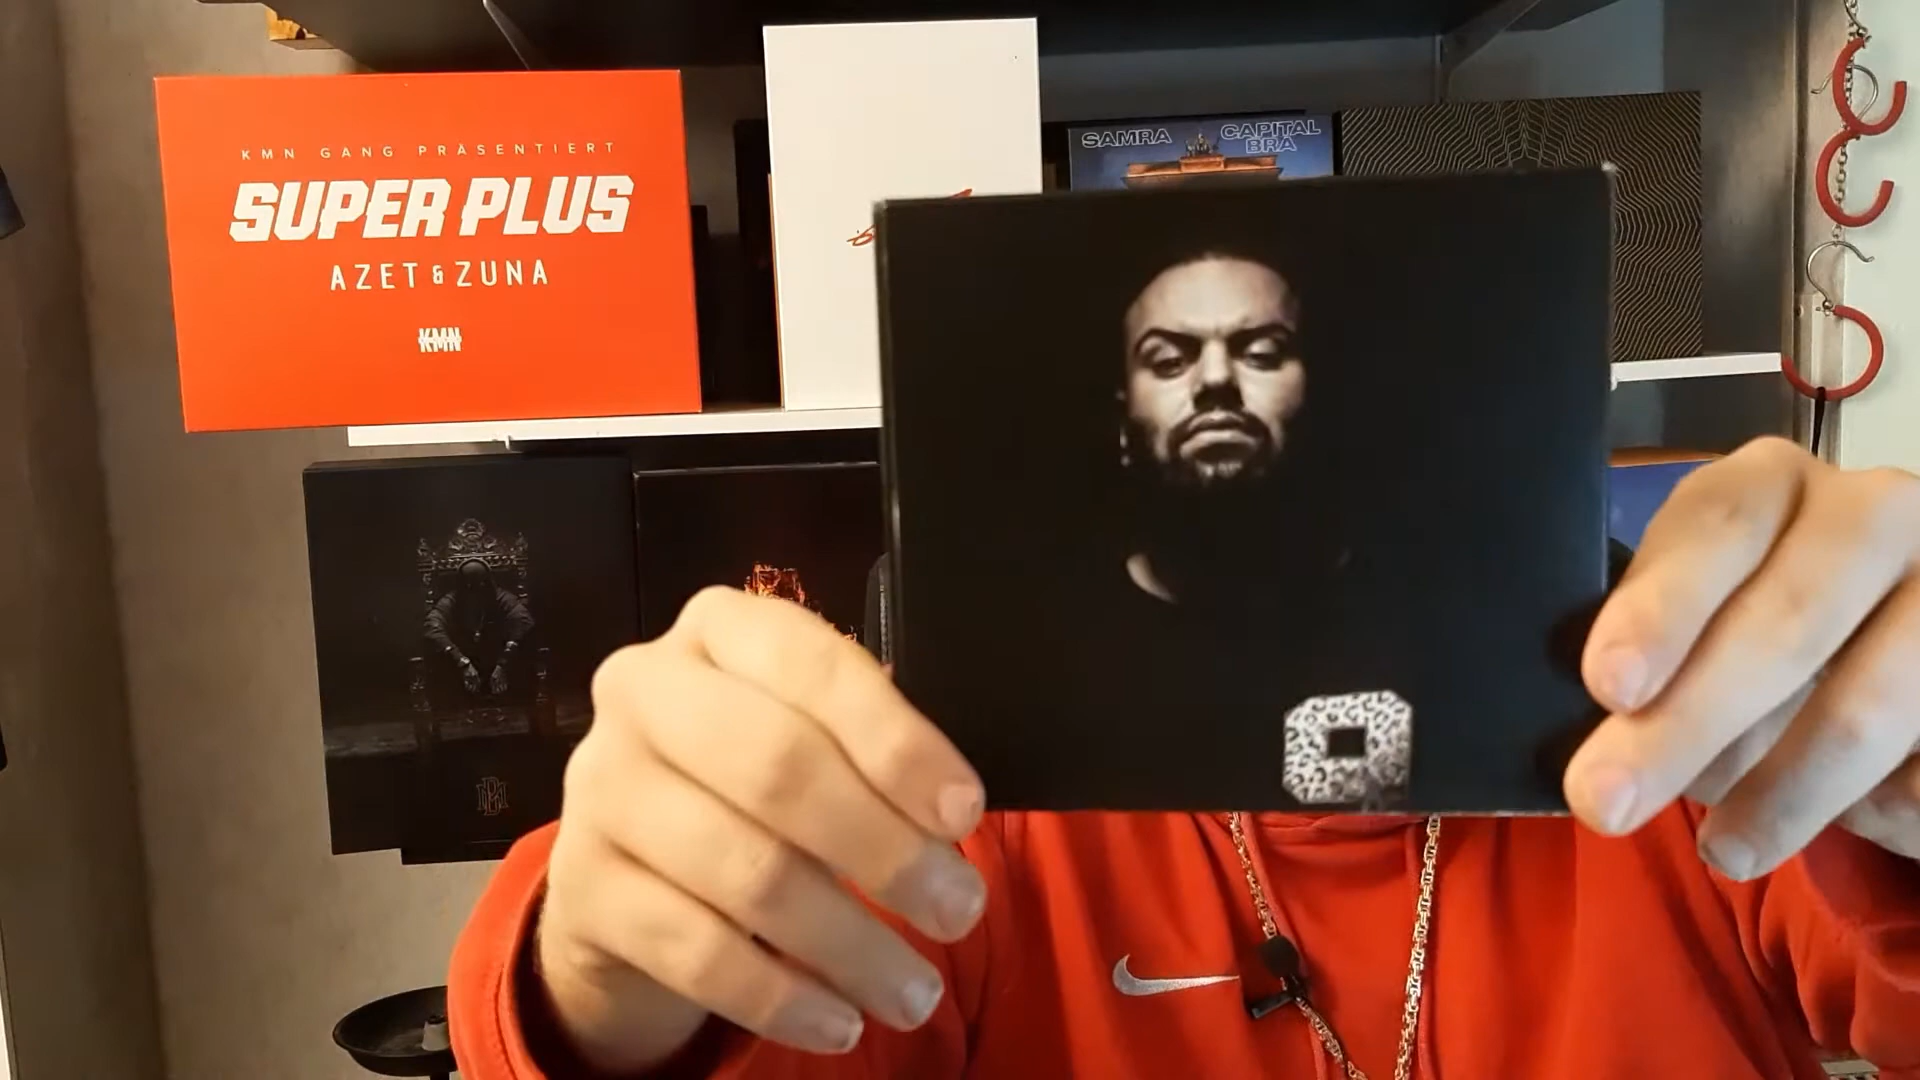 KMN GANG PRÄSENTIERT
SUPER PLUS
AZET & ZUNA
KMN
SAMRA
CAPITAL
BRA